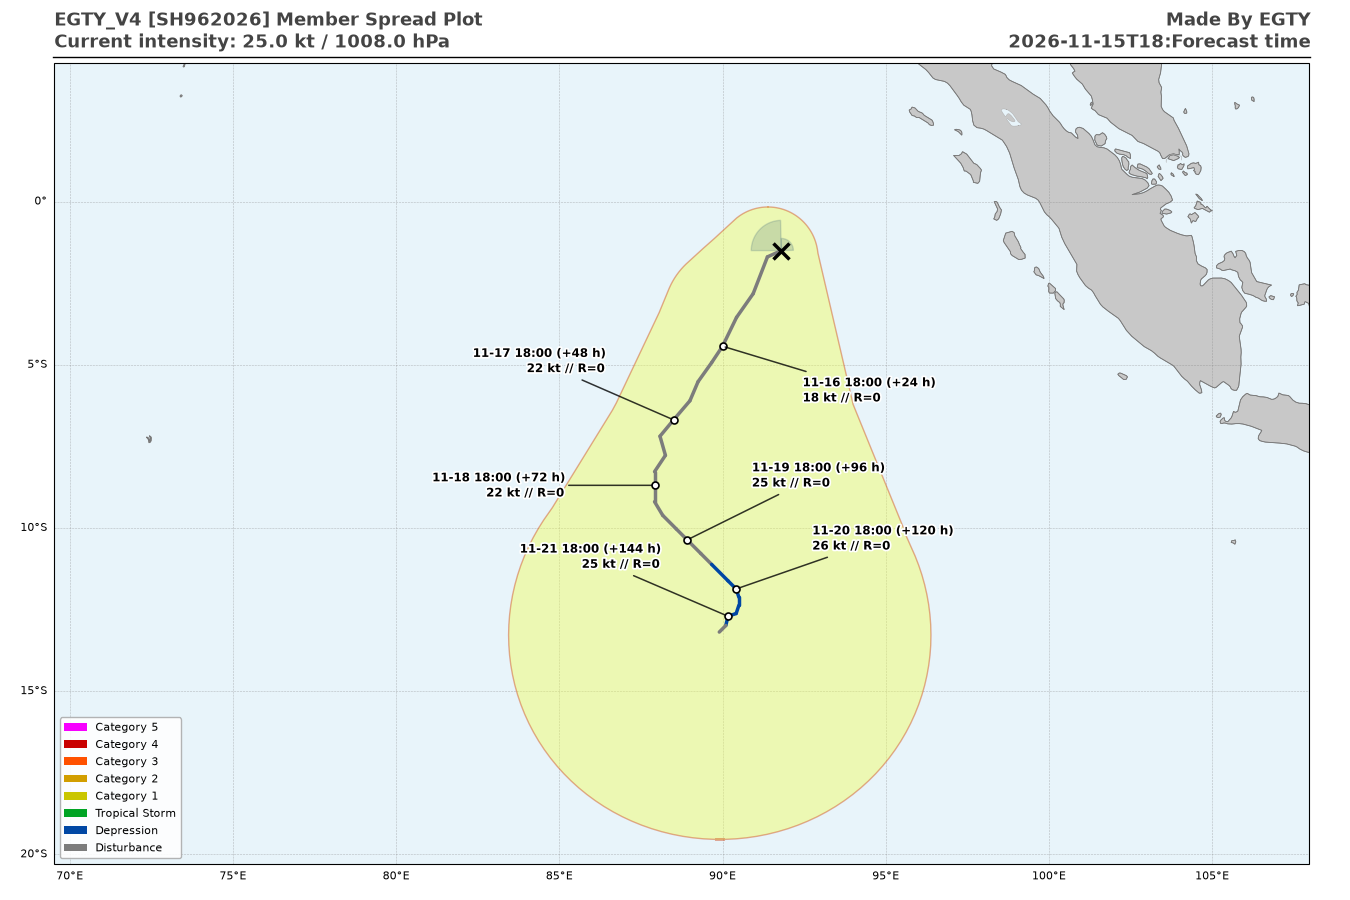 EGTY_V4 [SH962026] Member Spread Plot
Current intensity: 25.0 kt / 1008.0 hPa
Made By EGTY
2026-11-15T18:Forecast time
0°
5°S
10°S
15°S
20°S
11-17 18:00 (+48 h)
22 kt // R=0
11-16 18:00 (+24 h)
18 kt // R=0
11-18 18:00 (+72 h)
22 kt // R=0
11-19 18:00 (+96 h)
25 kt // R=0
11-20 18:00 (+120 h)
26 kt // R=0
11-21 18:00 (+144 h)
25 kt // R=0
Category 5
Category 4
Category 3
Category 2
Category 1
Tropical Storm
Depression
Disturbance
70°E
75°E
80°E
85°E
90°E
95°E
100°E
105°E